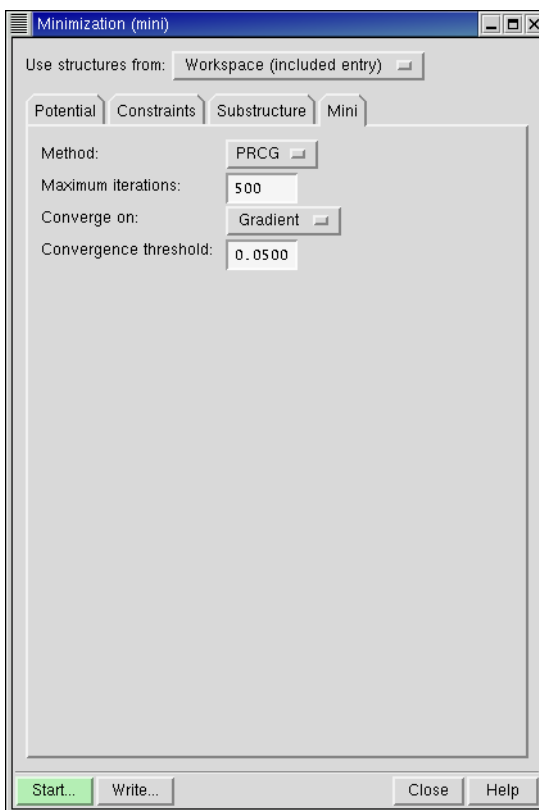 Minimization (mini)
Use structures from: Workspace (included entry)
Potential Constraints Substructure Mini
Method: PRCG
Maximum iterations: 500
Converge on: Gradient
Convergence threshold: 0.0500
Start... Write... Close Help